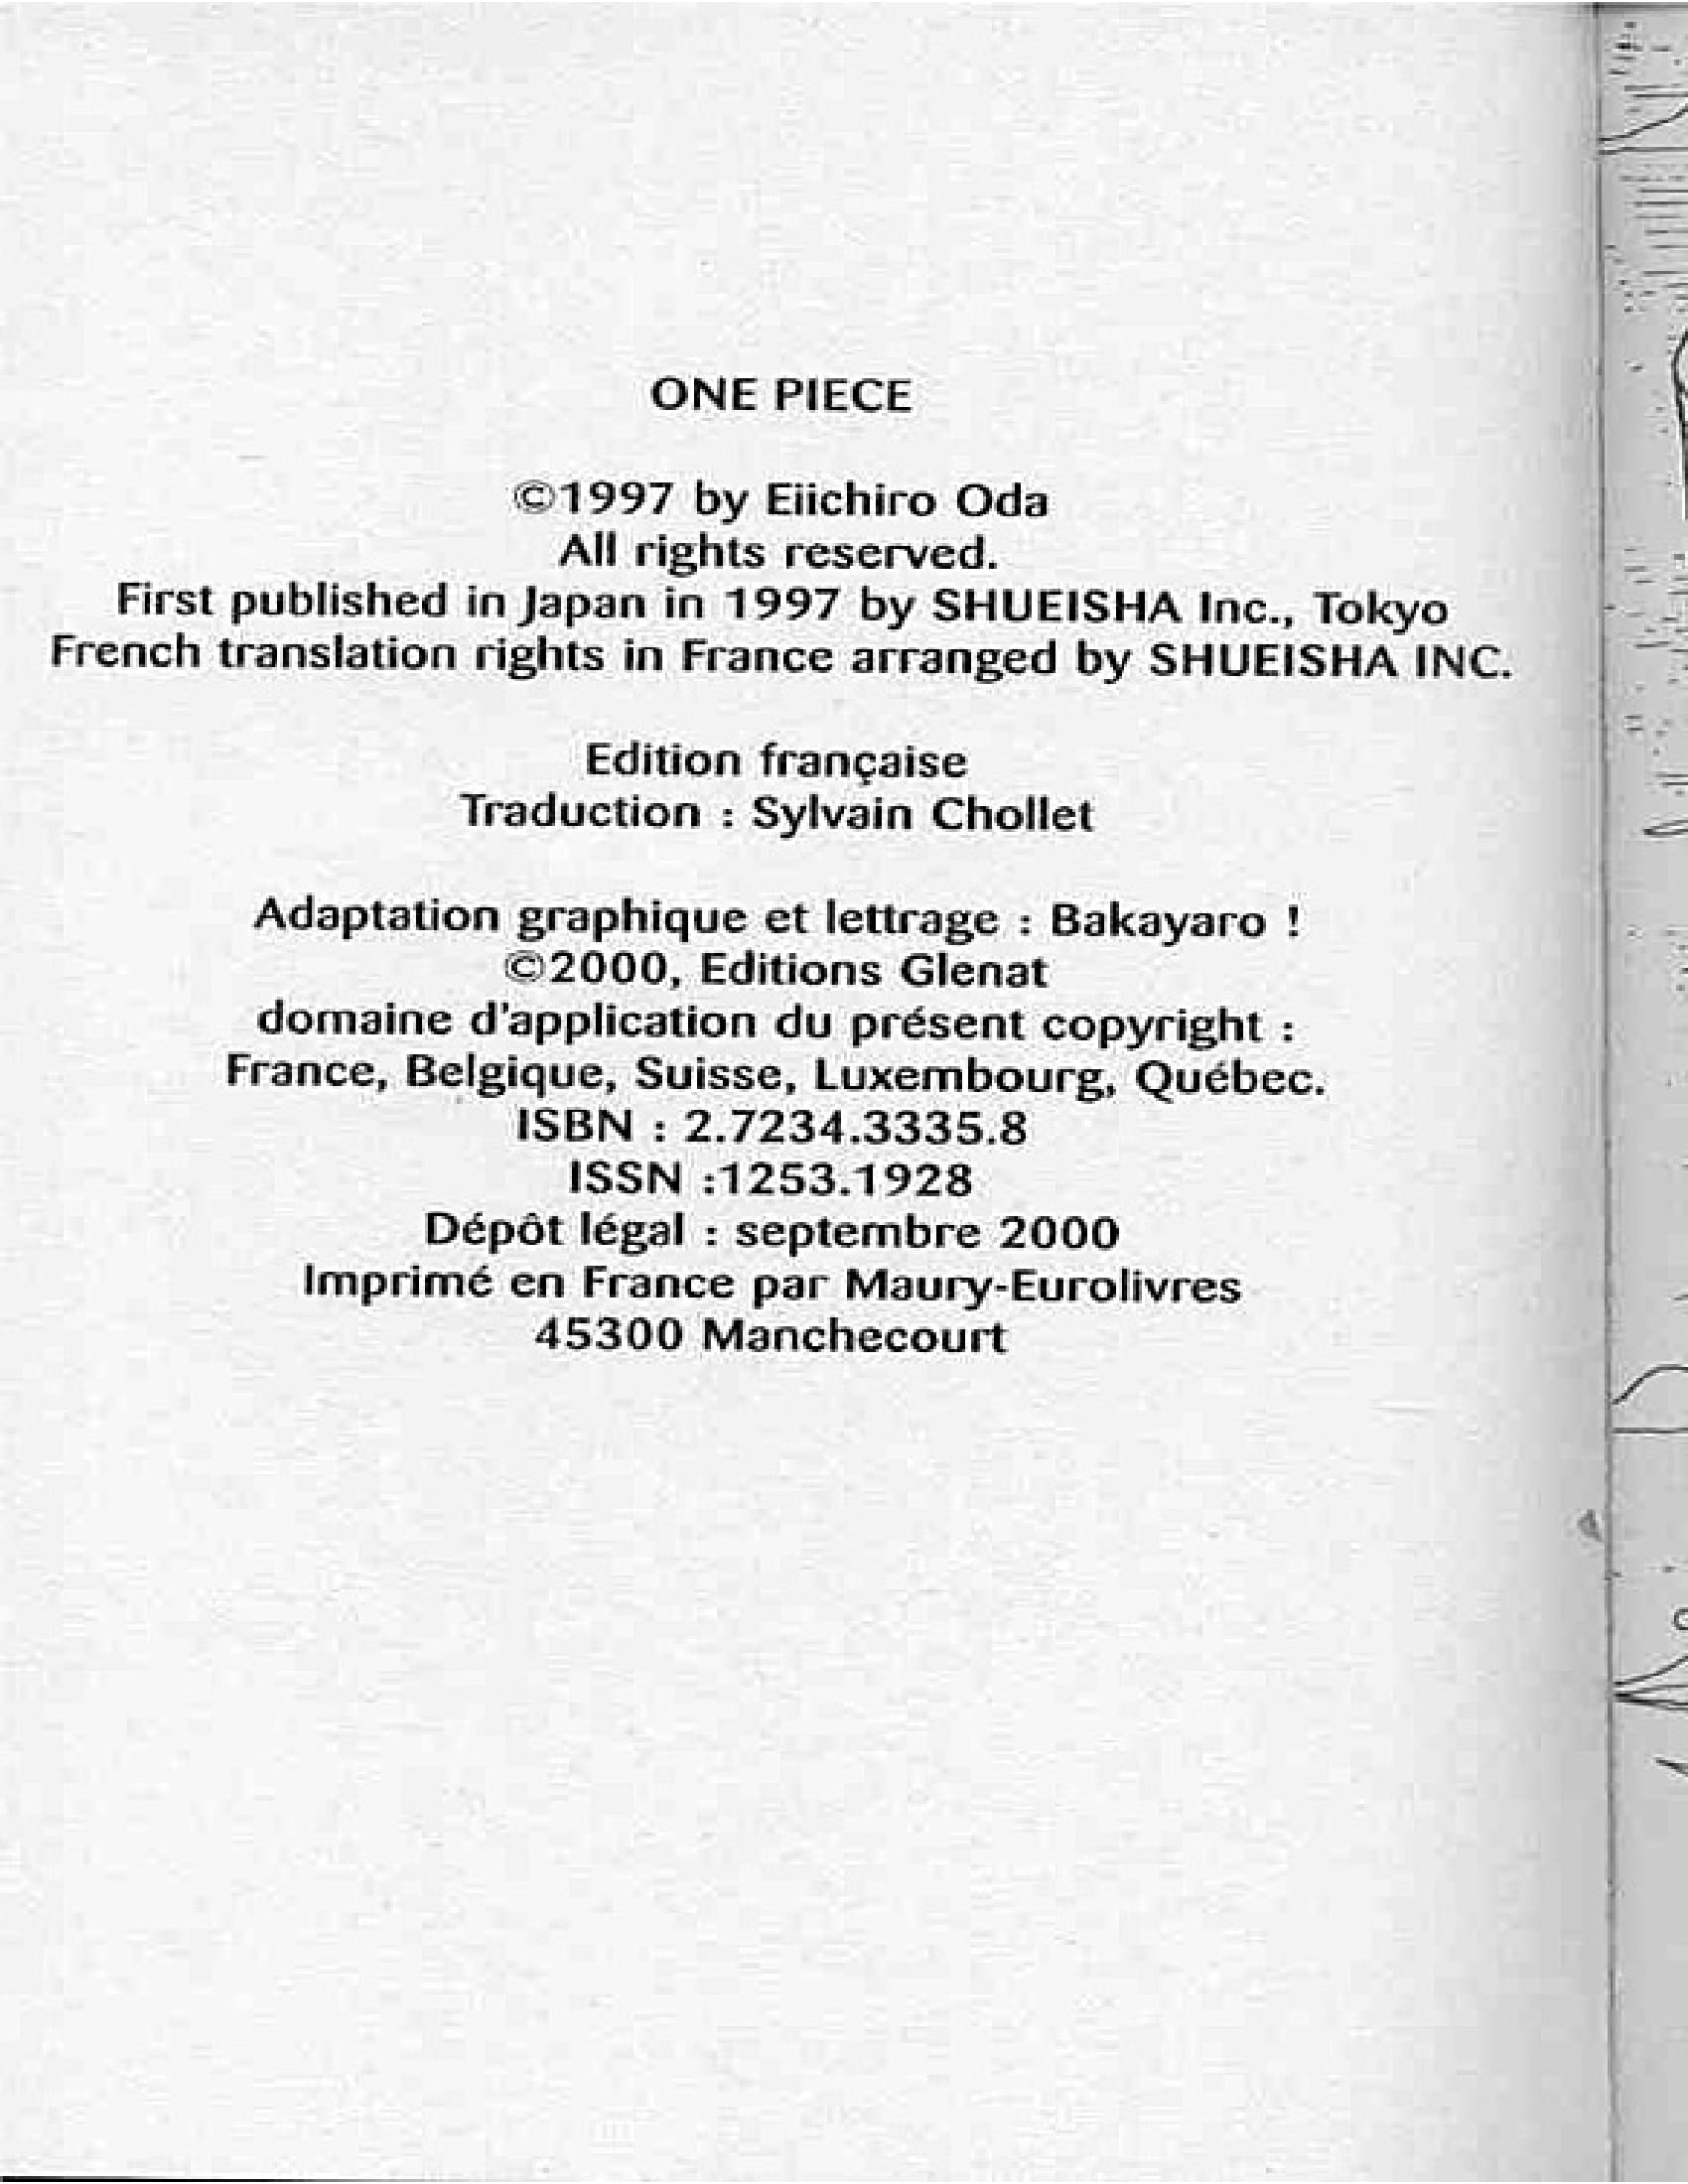 ONE PIECE
©1997 by Eiichiro Oda
All rights reserved.
First published in Japan in 1997 by SHUEISHA Inc., Tokyo
French translation rights in France arranged by SHUEISHA INC.
Edition française
Traduction : Sylvain Chollet
Adaptation graphique et lettrage : Bakayaro !
©2000, Editions Glenat
domaine d'application du présent copyright :
France, Belgique, Suisse, Luxembourg, Québec.
ISBN : 2.7234.3335.8
ISSN :1253.1928
Dépôt légal : septembre 2000
Imprimé en France par Maury-Eurolivres
45300 Manchecourt